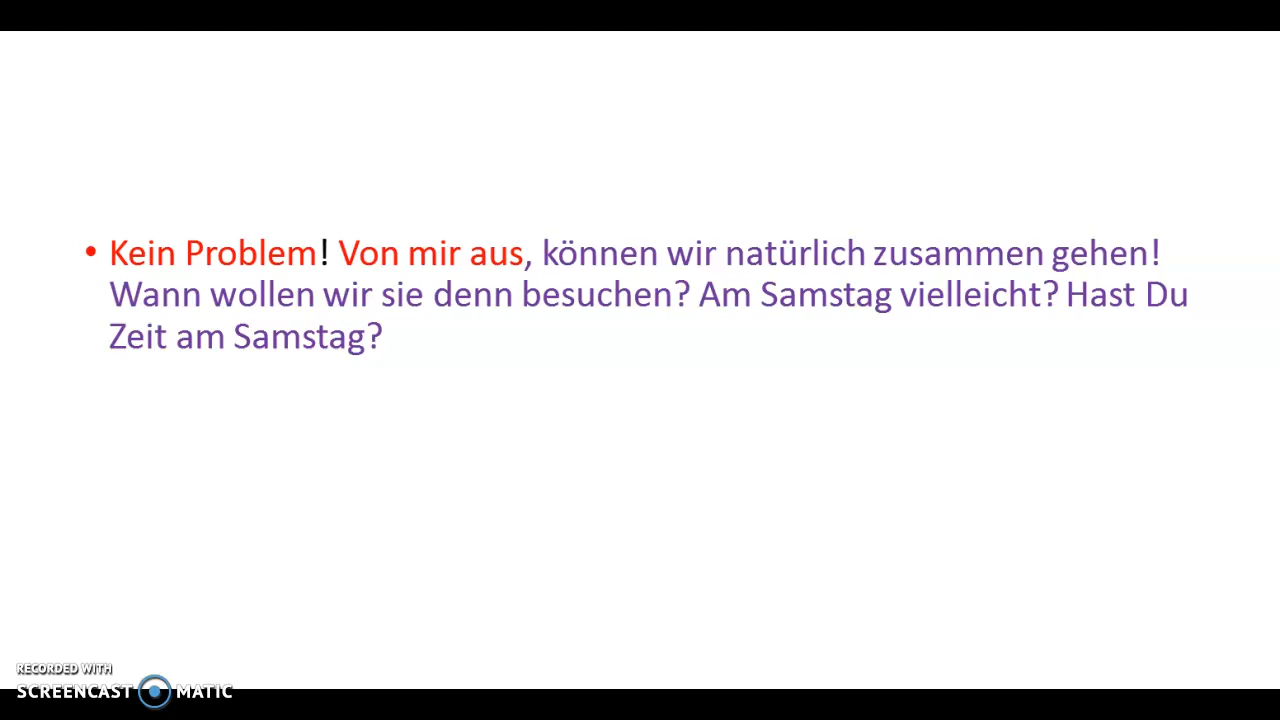 • Kein Problem! Von mir aus, können wir natürlich zusammen gehen!
Wann wollen wir sie denn besuchen? Am Samstag vielleicht? Hast Du
Zeit am Samstag?
RECORDED WITH
SCREENCAST MATIC